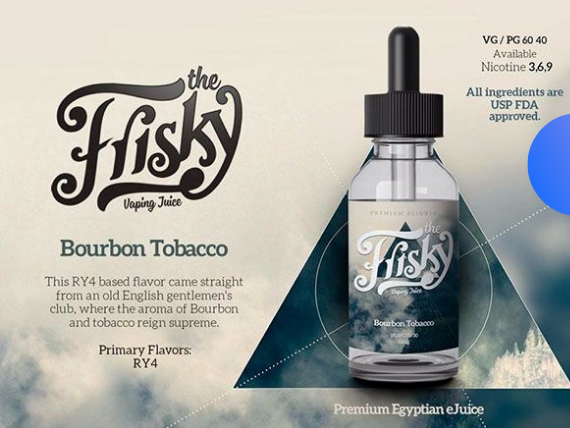 the
Frisky
Vaping Juice
Bourbon Tobacco
This RY4 based flavor came straight
from an old English gentlemen's
club, where the aroma of Bourbon
and tobacco reign supreme.
Primary Flavors:
RY4
VG / PG 60 40
Available
Nicotine 3,6,9
All ingredients are
USP FDA
approved.
PREMIUM ELIQUID
the
Frisky
Vaping Juice
Bourbon Tobacco
Premium Egyptian eJuice